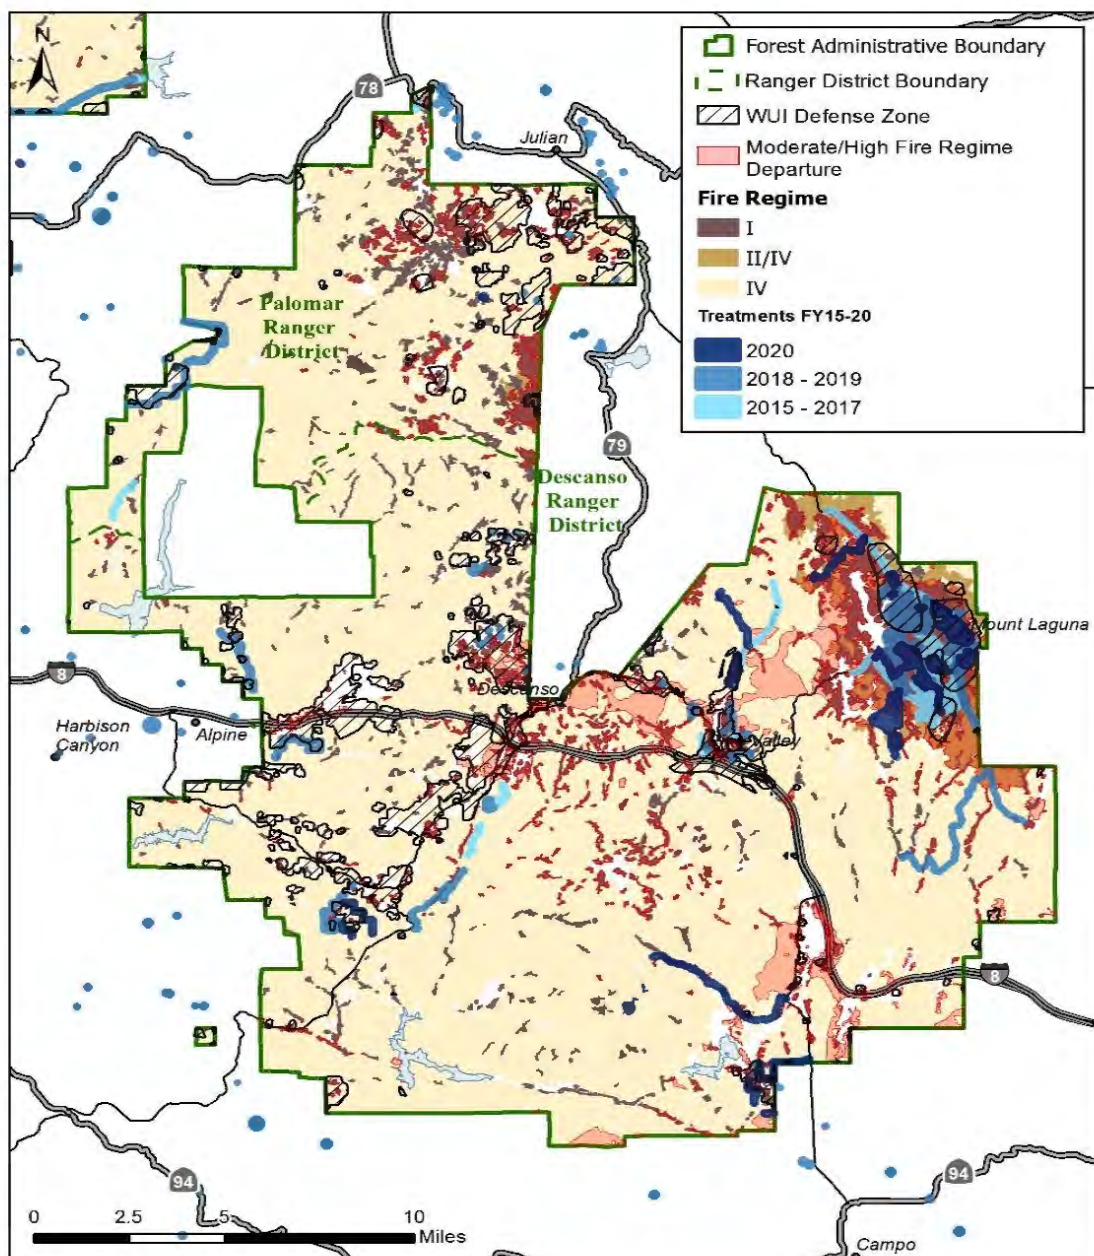 N
78
Julian
Forest Administrative Boundary
Ranger District Boundary
WUI Defense Zone
Moderate/High Fire Regime
Departure
Fire Regime
I
II/IV
IV
Treatments FY15-20
2020
2018 - 2019
2015 - 2017
Palomar
Ranger
District
79
Descanso
Ranger
District
Mount Laguna
8
Descanso
Harbison
Canyon
Alpine
Valley
8
94
94
0
2.5
5
10
Miles
Campo